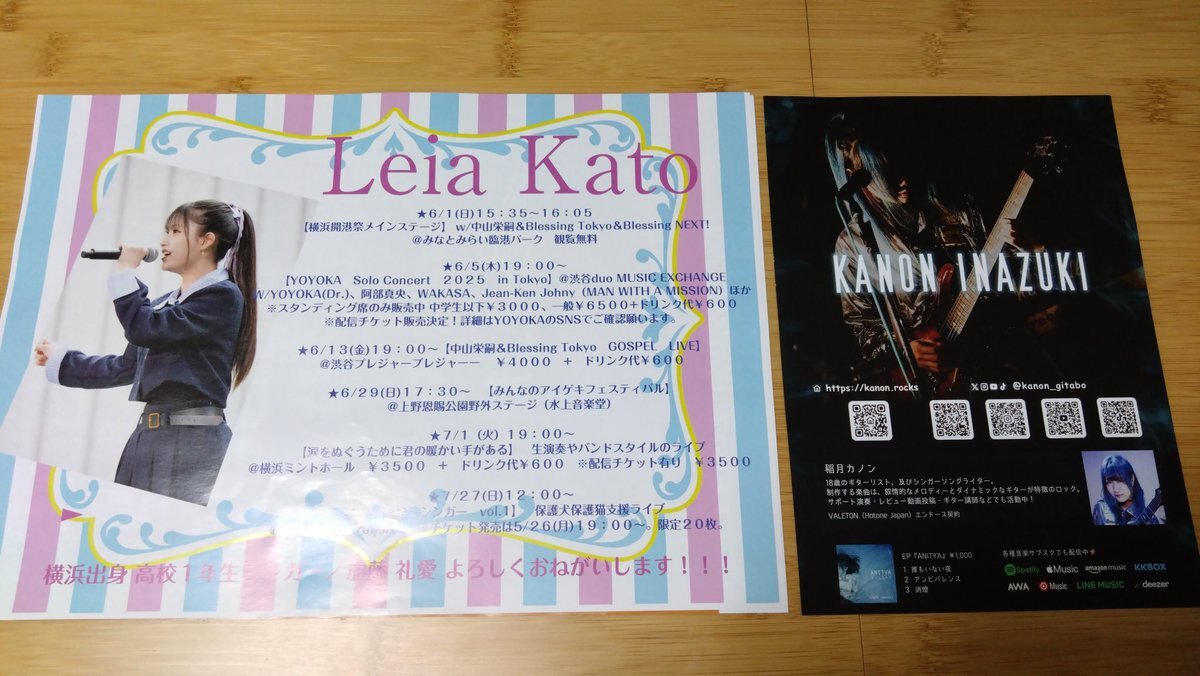 Leia Kato
★6/1(日)15:35~16:05
【横浜開港祭メインステージ】 w/中山栄嗣&Blessing Tokyo&Blessing NEXT!
@みなとみらい臨港パーク 観覧無料
★6/5(木)19:00~
【YOYOKA Solo Concert 2025 in Tokyo】@渋谷duo MUSIC EXCHANGE
W/YOYOKA(Dr.)、阿部真央、WAKASA、Jean-Ken Johny(MAN WITH A MISSION)ほか
※スタンディング席のみ販売中 中学生以下¥3000、一般¥6500+ドリンク代¥600
※配信チケット販売決定!詳細はYOYOKAのSNSでご確認願います。
★6/13(金)19:00~【中山栄嗣&Blessing Tokyo GOSPEL LIVE】
@渋谷プレジャープレジャー ¥4000 + ドリンク代¥600
★6/29(日)17:30~ 【みんなのアイゲキフェスティバル】
@上野恩賜公園野外ステージ(水上音楽堂)
★7/1 (火) 19:00~
【涙をぬぐうために君の暖かい手がある】 生演奏やバンドスタイルのライブ
@横浜ミントホール ¥3500 + ドリンク代¥600 ※配信チケット有り ¥3500
★7/27(日)12:00~
シンガー vol.1】 保護犬保護猫支援ライブ
チケット発売は5/26(月)19:00~。限定20枚。
横浜出身 高校1年生 礼愛 よろしくおねがいします!!!
KANON INAZUKI
https://kanon.rocks
@kanon_gitabo
稲月カノン
18歳のギターリスト、及びシンガーソングライター。
制作する楽曲は、叙情的なメロディーとダイナミックなギターが特徴のロック。
サポート演奏・レビュー動画投稿・ギター講師などでも活動中!
VALETON(Hotone Japan)エンドース契約
EP『ANITYA』¥1,000
1. 誰もいない夜
2. アンビバレンス
3. 消燈
ANITYA
各種音楽サブスクでも配信中⚡
Spotify Music amazon music KKBOX
AWA Music LINE MUSIC deezer